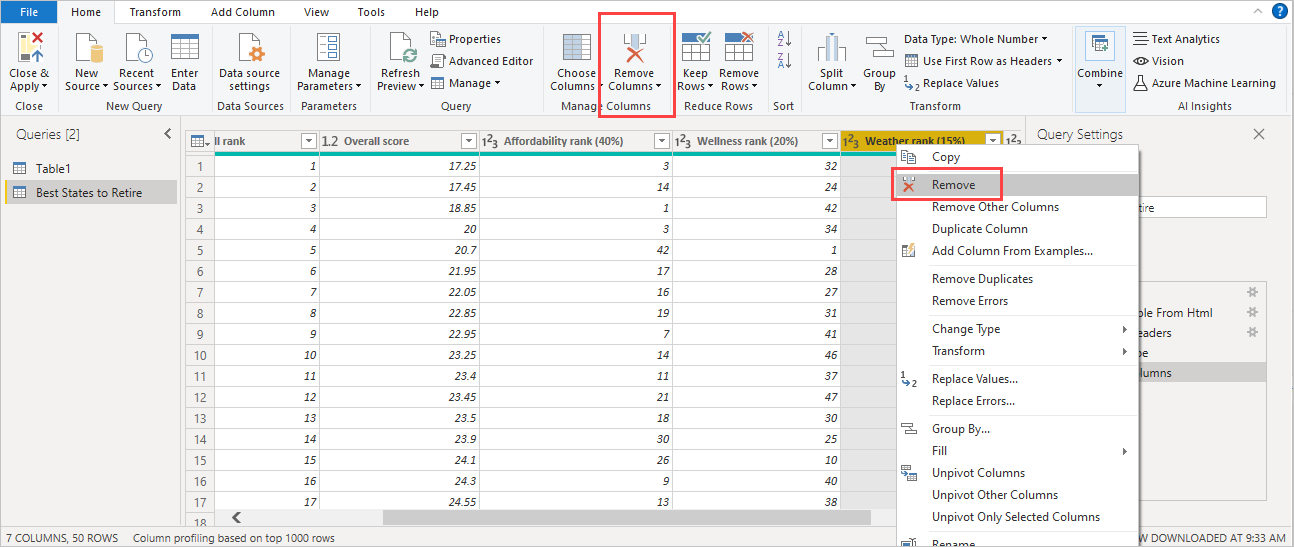 File Home Transform Add Column View Tools Help
Close & Apply New Source Recent Sources Enter Data Data source settings Manage Parameters Refresh Preview Properties Advanced Editor Manage Choose Columns Remove Columns Keep Rows Remove Rows Split Column Group By Data Type: Whole Number Use First Row as Headers Replace Values Combine Text Analytics Vision Azure Machine Learning
Close New Query Data Sources Parameters Query Manage Columns Reduce Rows Sort Transform AI Insights
Queries [2]
Table1
Best States to Retire
ll rank 1.2 Overall score 123 Affordability rank (40%) 123 Wellness rank (20%) 123 Weather rank (15%) 123
1 1 17.25 3 32
2 2 17.45 14 24
3 3 18.85 1 42
4 4 20 3 34
5 5 20.7 42 1
6 6 21.95 17 28
7 7 22.05 16 27
8 8 22.85 19 31
9 9 22.95 7 41
10 10 23.25 14 46
11 11 23.4 11 37
12 12 23.45 21 47
13 13 23.5 18 30
14 14 23.9 30 25
15 15 24.1 26 10
16 16 24.3 9 40
17 17 24.55 13 38
18
Copy
Remove
Remove Other Columns
Duplicate Column
Add Column From Examples...
Remove Duplicates
Remove Errors
Change Type
Transform
Replace Values...
Replace Errors...
Group By...
Fill
Unpivot Columns
Unpivot Other Columns
Unpivot Only Selected Columns
Rename
Query Settings
tire
ble From Html
eaders
pe
lumns
7 COLUMNS, 50 ROWS Column profiling based on top 1000 rows
W DOWNLOADED AT 9:33 AM